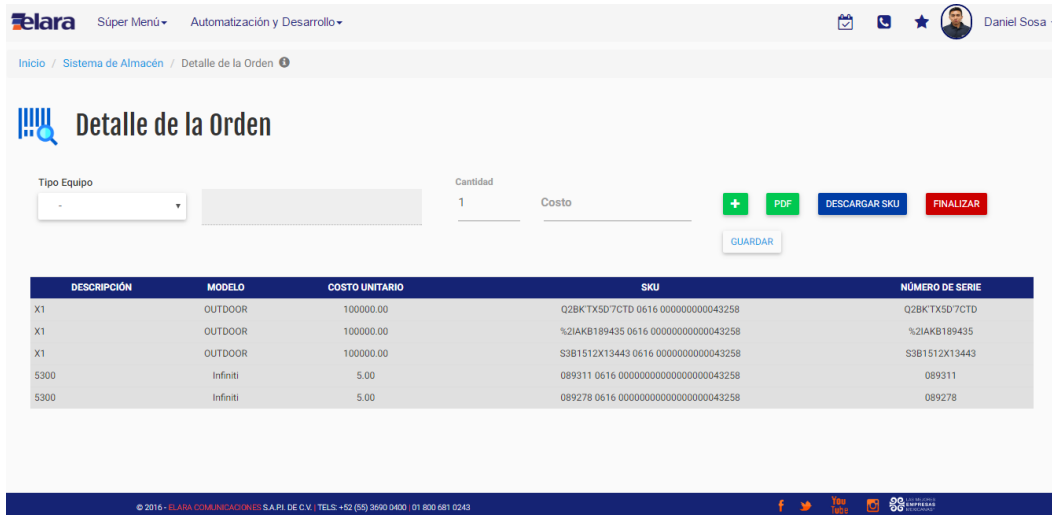 elara Súper Menú Automatización y Desarrollo Daniel Sosa
Inicio / Sistema de Almacén / Detalle de la Orden
Detalle de la Orden
Tipo Equipo
-
Cantidad
1
Costo
+ PDF DESCARGAR SKU FINALIZAR
GUARDAR
DESCRIPCIÓN MODELO COSTO UNITARIO SKU NÚMERO DE SERIE
X1 OUTDOOR 100000.00 Q2BK'TX5D'7CTD 0616 000000000043258 Q2BK'TX5D'7CTD
X1 OUTDOOR 100000.00 %2IAKB189435 0616 00000000000043258 %2IAKB189435
X1 OUTDOOR 100000.00 S3B1512X13443 0616 0000000000043258 S3B1512X13443
5300 Infiniti 5.00 089311 0616 00000000000000000043258 089311
5300 Infiniti 5.00 089278 0616 00000000000000000043258 089278
© 2016 - ELARA COMUNICACIONES S.A.P.I. DE C.V. | TELS: +52 (55) 3690 0400 | 01 800 681 0243
You Tube
LAS MEJORES
EMPRESAS
MEXICANAS